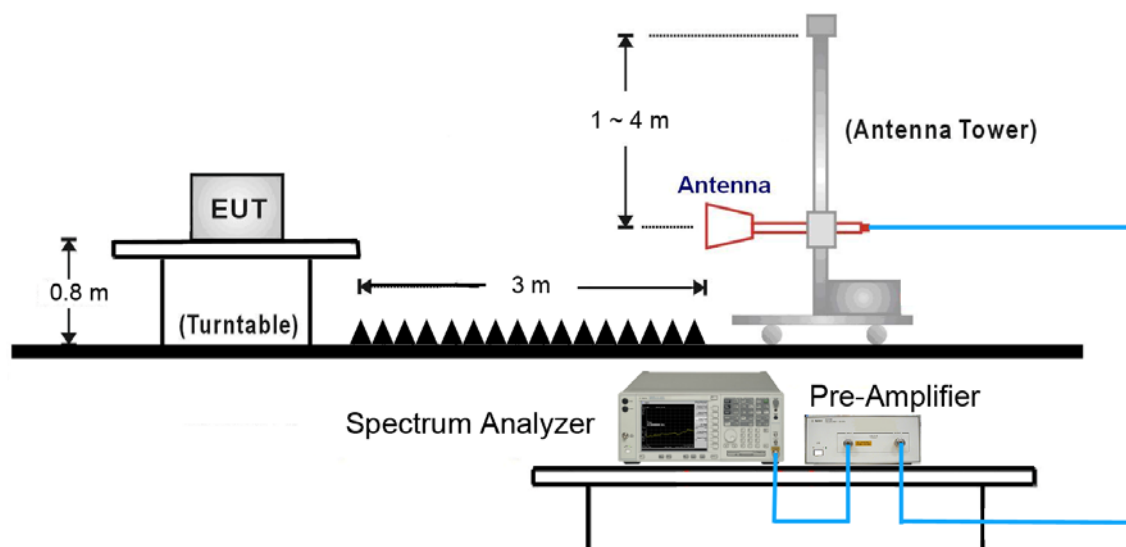 1 ~ 4 m
(Antenna Tower)
Antenna
EUT
0.8 m
3 m
(Turntable)
Spectrum Analyzer
Pre-Amplifier